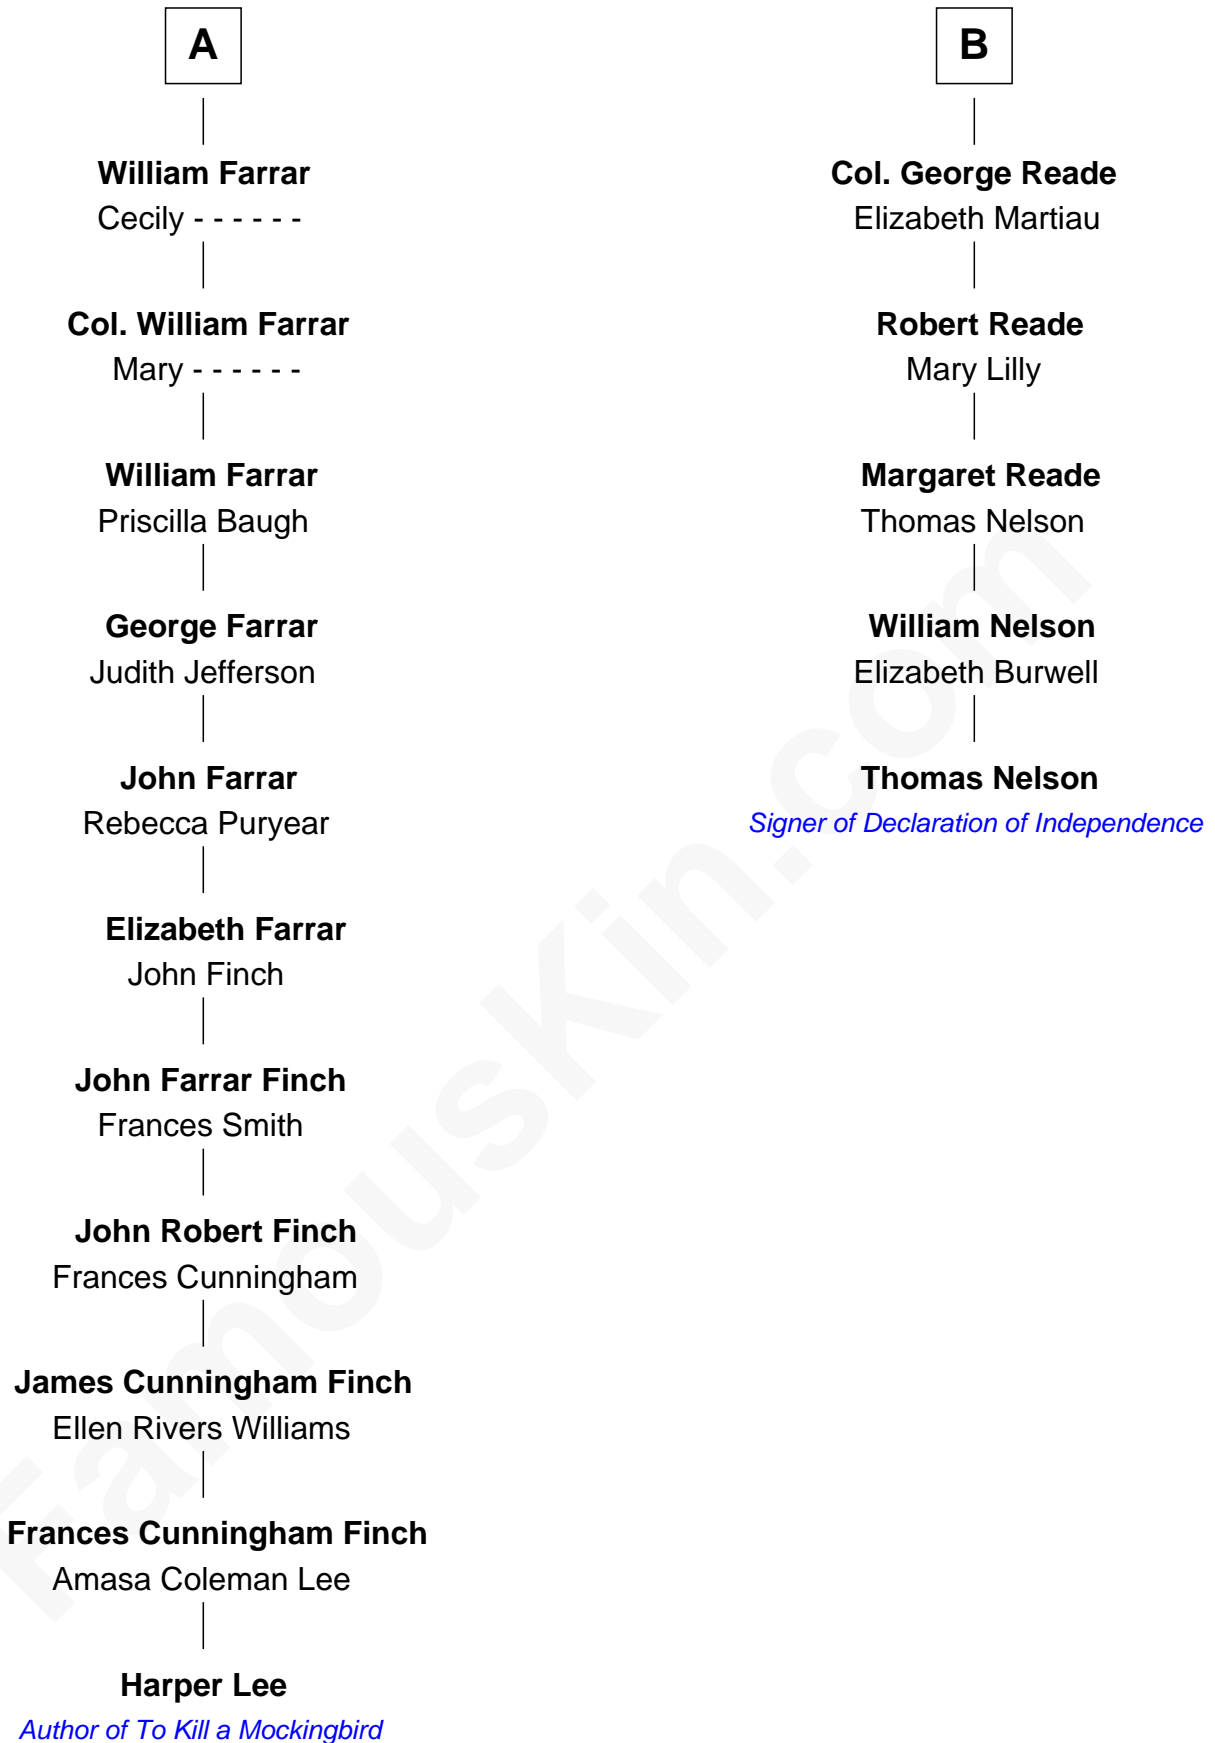 A
William Farrar
Cecily - - - - - -
Col. William Farrar
Mary - - - - - -
William Farrar
Priscilla Baugh
George Farrar
Judith Jefferson
John Farrar
Rebecca Puryear
Elizabeth Farrar
John Finch
John Farrar Finch
Frances Smith
John Robert Finch
Frances Cunningham
James Cunningham Finch
Ellen Rivers Williams
Frances Cunningham Finch
Amasa Coleman Lee
Harper Lee
Author of To Kill a Mockingbird
B
Col. George Reade
Elizabeth Martiau
Robert Reade
Mary Lilly
Margaret Reade
Thomas Nelson
William Nelson
Elizabeth Burwell
Thomas Nelson
Signer of Declaration of Independence
FamousKin.com